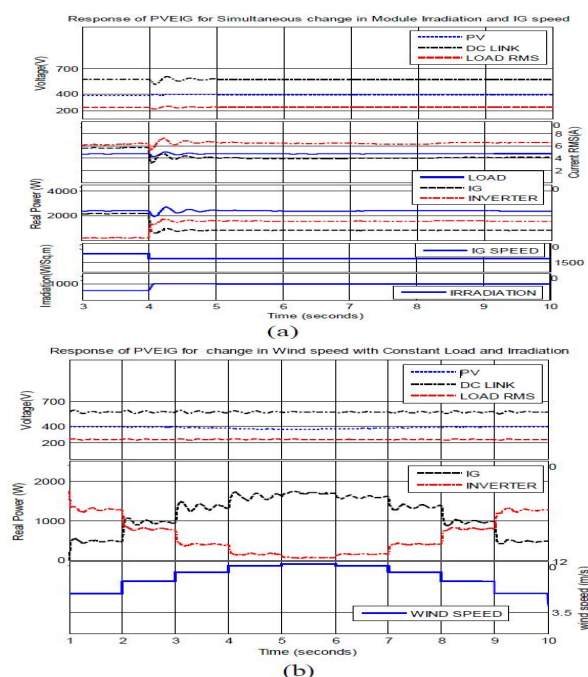 Response of PVEIG for Simultaneous change in Module Irradiation and IG speed
PV
DC LINK
LOAD RMS
Voltage(V)
700
400
200
0
8
6
4
2
Current RMS(A)
LOAD
IG
INVERTER
Real Power (W)
4000
2000
0
IG SPEED
1500
Irradiation(W/Sq.m)
1000
IRRADIATION
3 4 5 6 7 8 9 10
Time (seconds)
(a)
Response of PVEIG for change in Wind speed with Constant Load and Irradiation
PV
DC LINK
LOAD RMS
Voltage(V)
700
400
200
0
IG
INVERTER
Real Power (W)
2000
1000
0
12
0
3.5
wind speed (m/s)
WIND SPEED
1 2 3 4 5 6 7 8 9 10
Time (seconds)
(b)